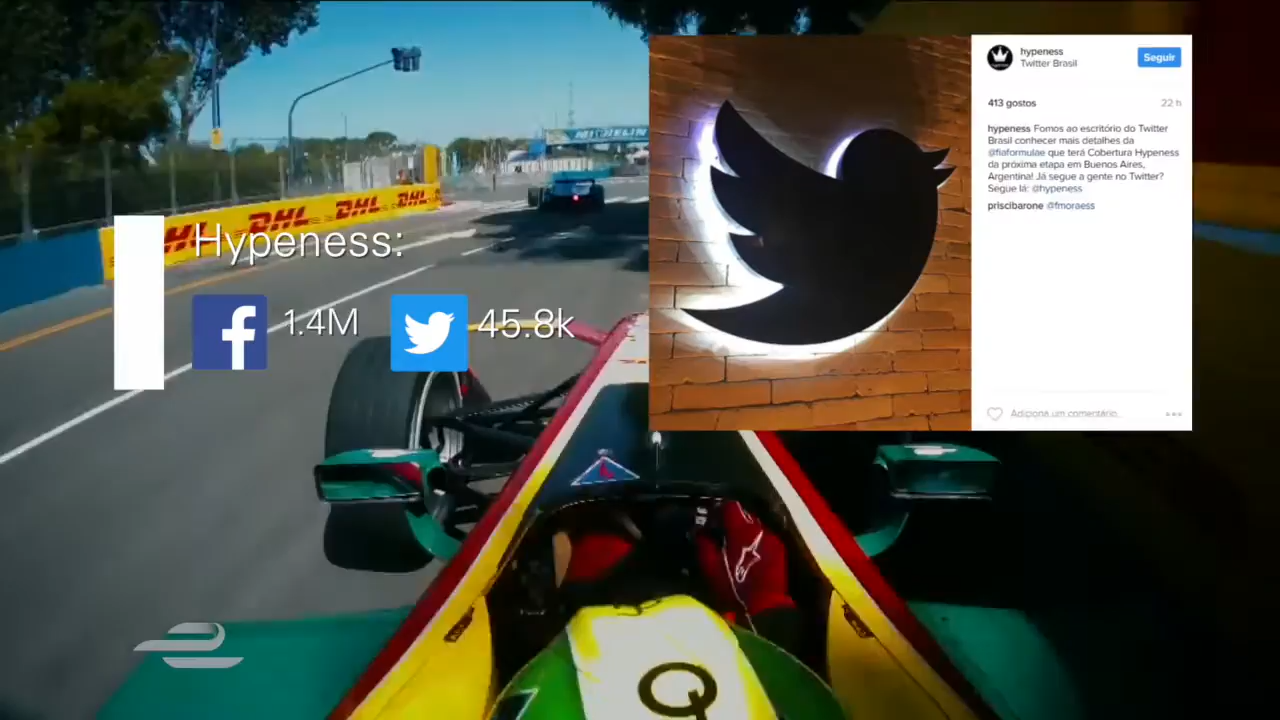 MICHELIN
DHL DHL DHL DHL
Hypeness:
f 1.4M 45.8k
hypeness
Twitter Brasil
Seguir
413 gostos 22 h
hypeness Fomos ao escritório do Twitter
Brasil conhecer mais detalhes da
@fiaformulae que terá Cobertura Hypeness
da próxima etapa em Buenos Aires,
Argentina! Já segue a gente no Twitter?
Segue lá: @hypeness
priscibarone @fmoraess
Adicione um comentário...
Q